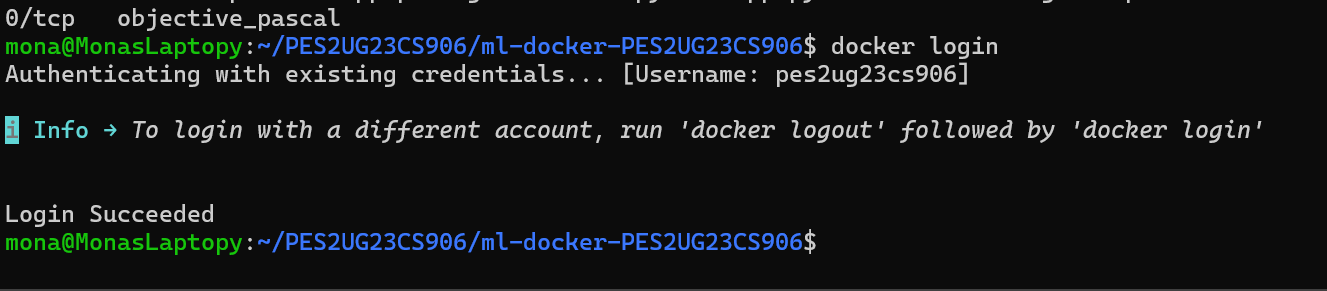 0/tcp   objective_pascal
mona@MonasLaptopy:~/PES2UG23CS906/ml-docker-PES2UG23CS906$ docker login
Authenticating with existing credentials... [Username: pes2ug23cs906]
i Info → To login with a different account, run 'docker logout' followed by 'docker login'
Login Succeeded
mona@MonasLaptopy:~/PES2UG23CS906/ml-docker-PES2UG23CS906$